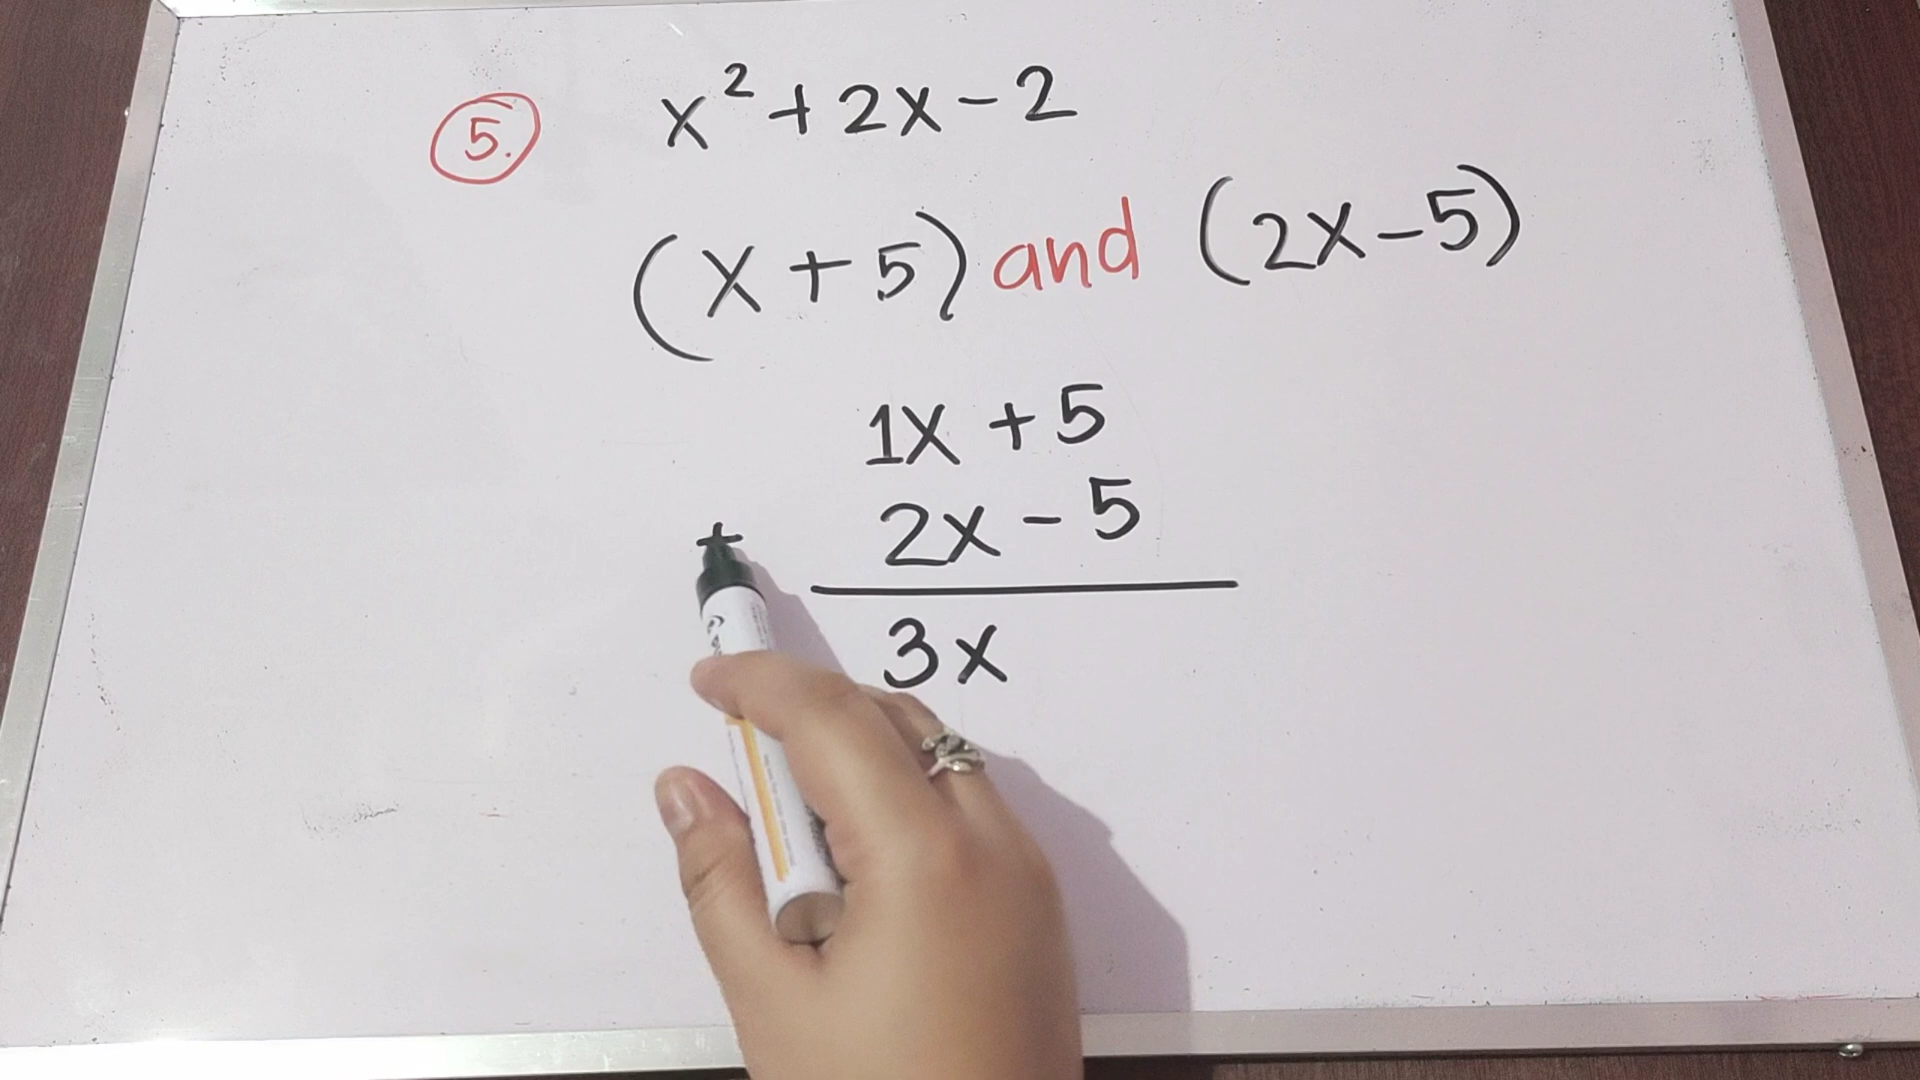 5. x² + 2x - 2
(x + 5) and (2x - 5)
1x + 5
+ 2x - 5
3x